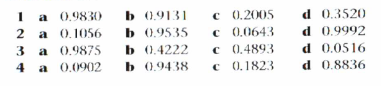 1 a 0.9830 b 0.9131 c 0.2005 d 0.3520
2 a 0.1056 b 0.9535 c 0.0643 d 0.9992
3 a 0.9875 b 0.4222 c 0.4893 d 0.0516
4 a 0.0902 b 0.9438 c 0.1823 d 0.8836